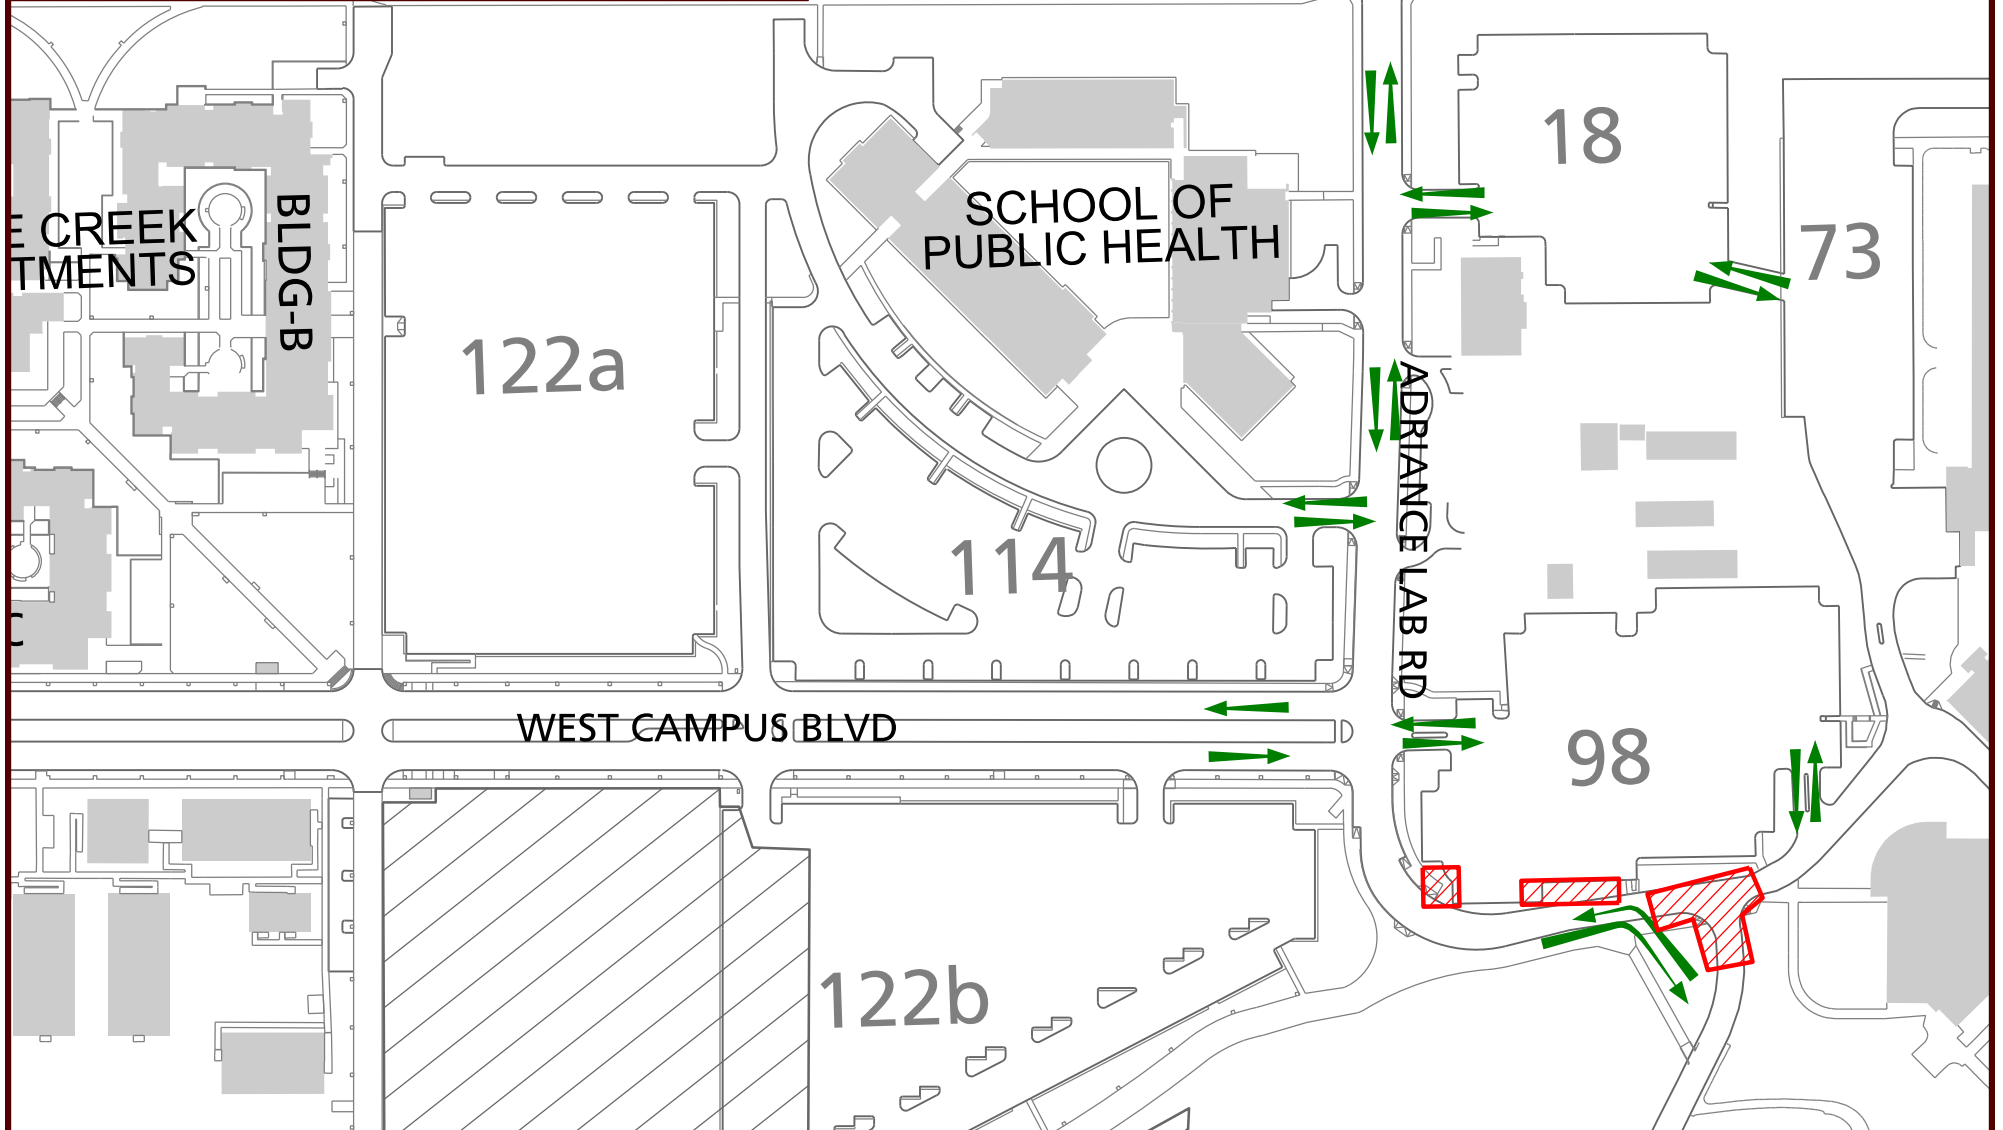 18
E CREEK
TMENTS
BLDG-B
SCHOOL OF
PUBLIC HEALTH
73
122a
ADRIANCE LAB RD
114
C
WEST CAMPUS BLVD
98
122b